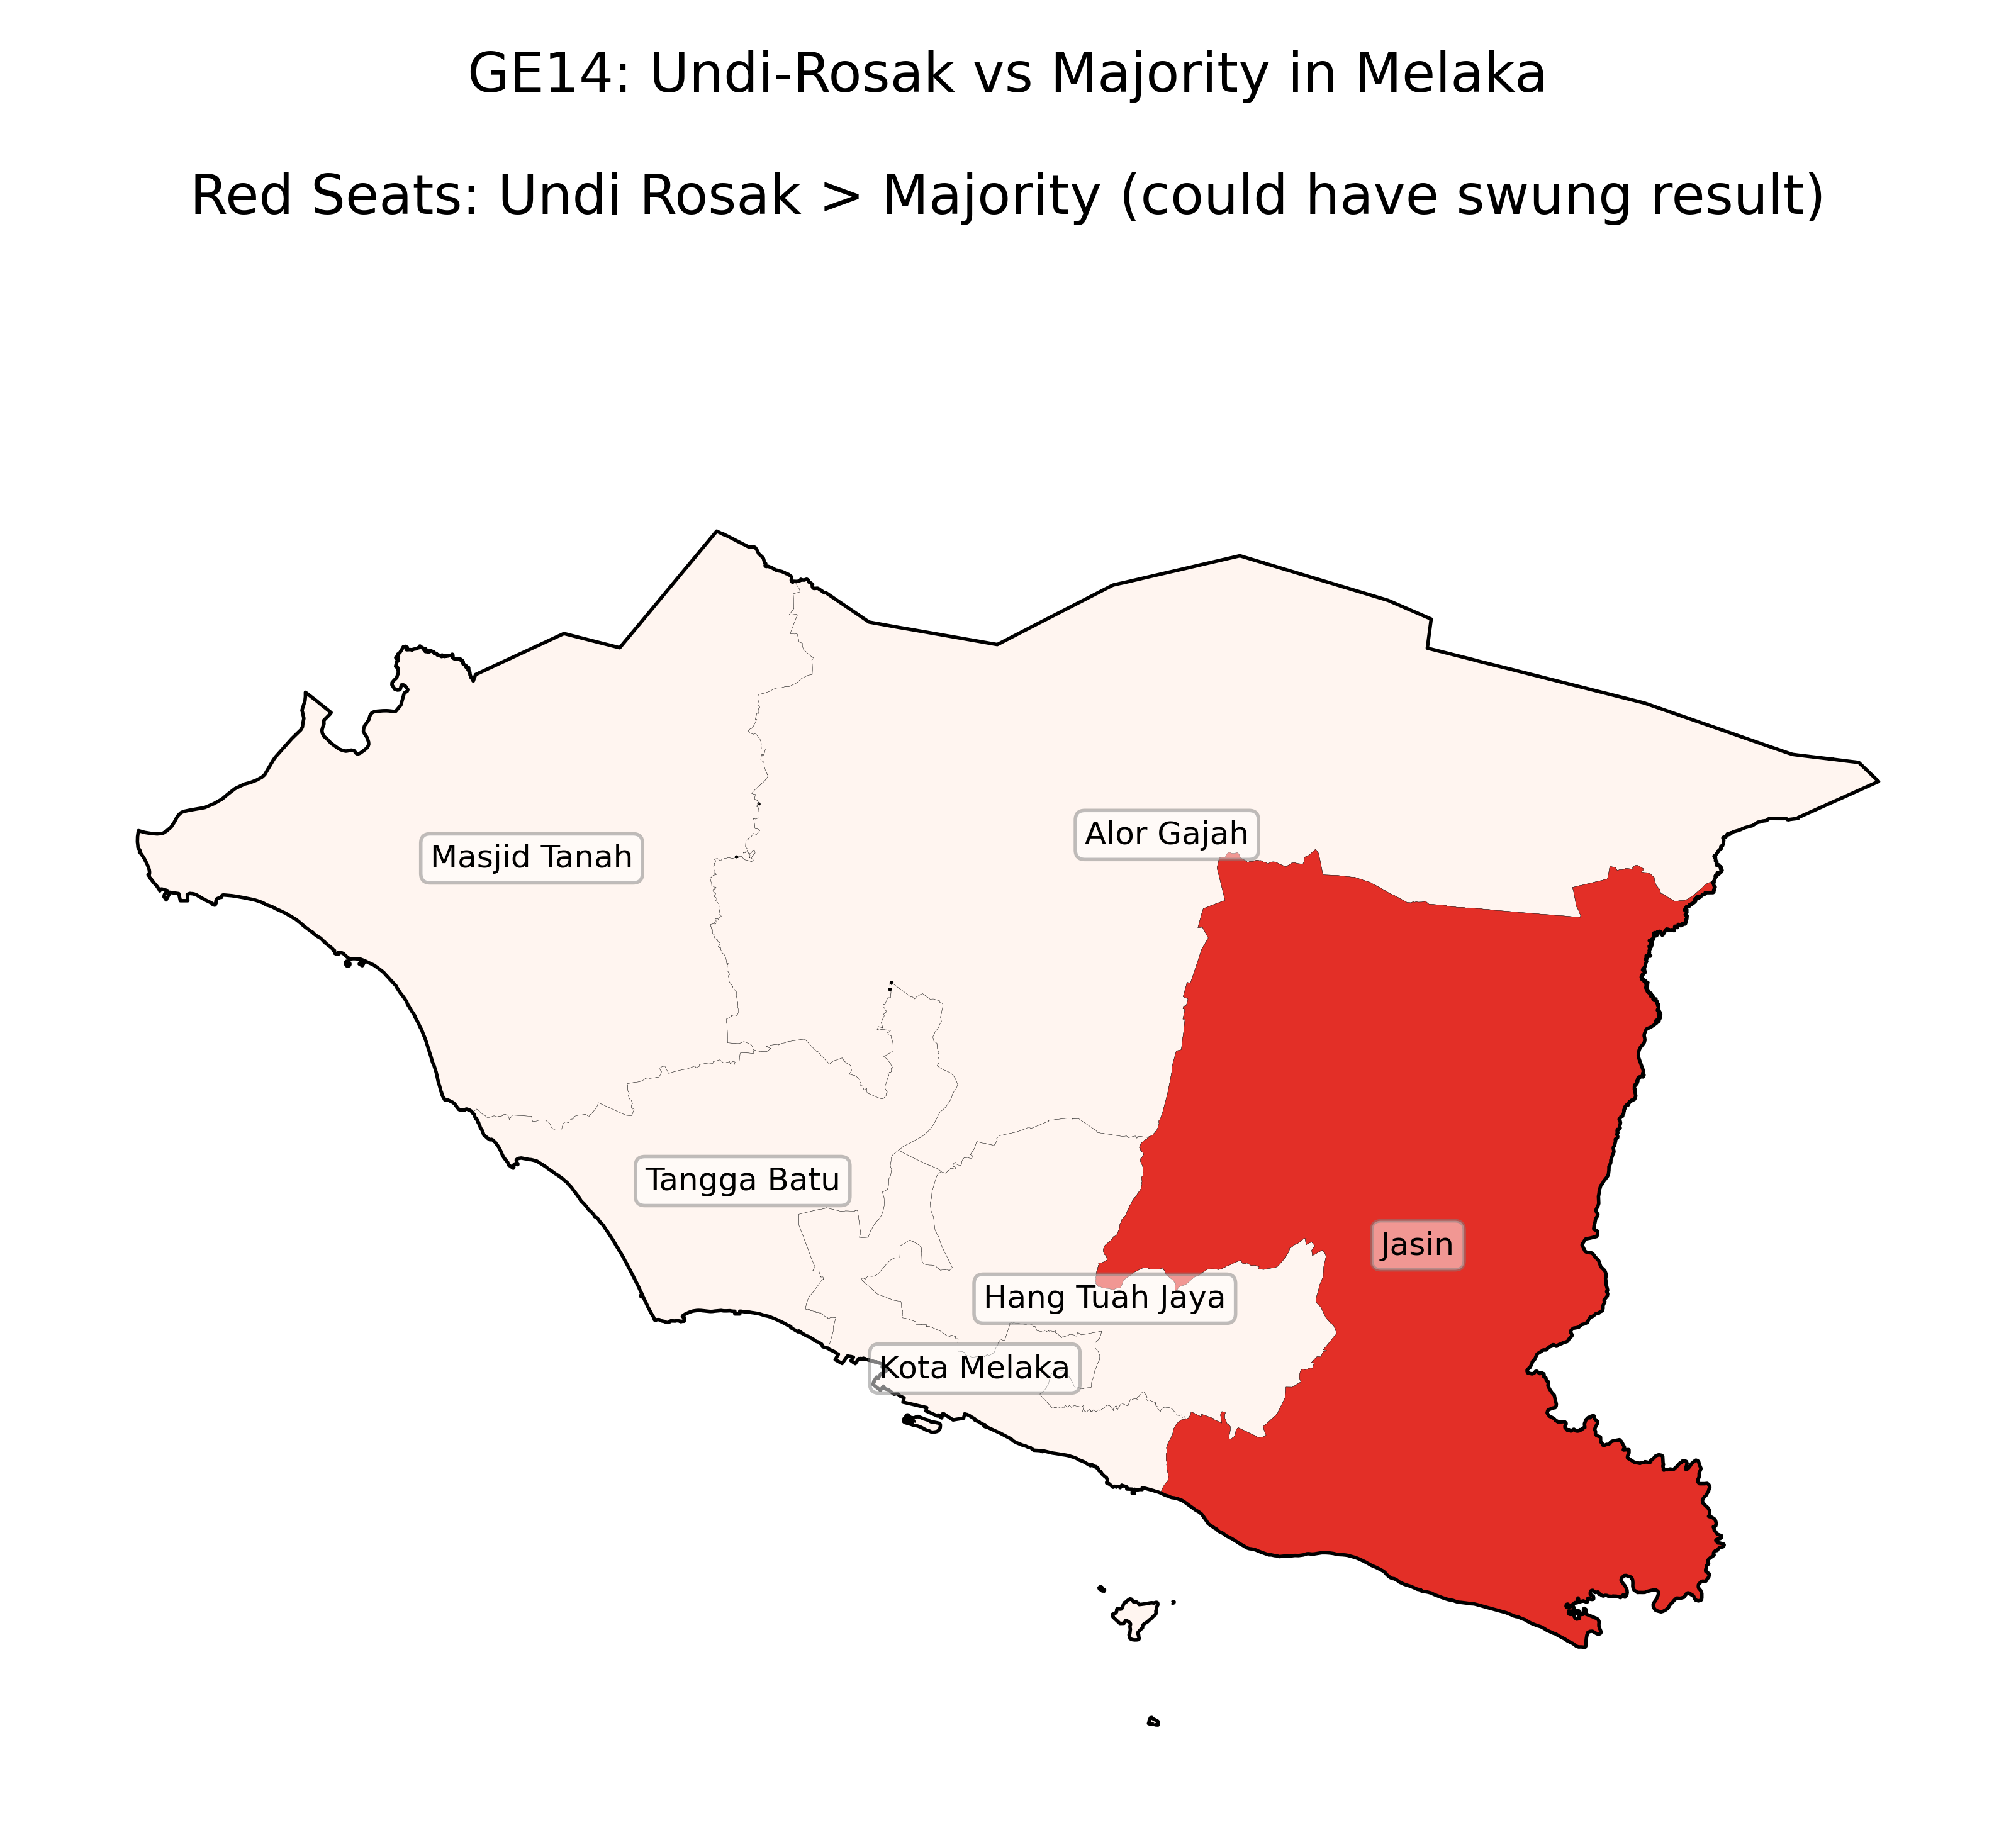 GE14: Undi-Rosak vs Majority in Melaka
Red Seats: Undi Rosak > Majority (could have swung result)
Alor Gajah
Masjid Tanah
Tangga Batu
Jasin
Hang Tuah Jaya
Kota Melaka